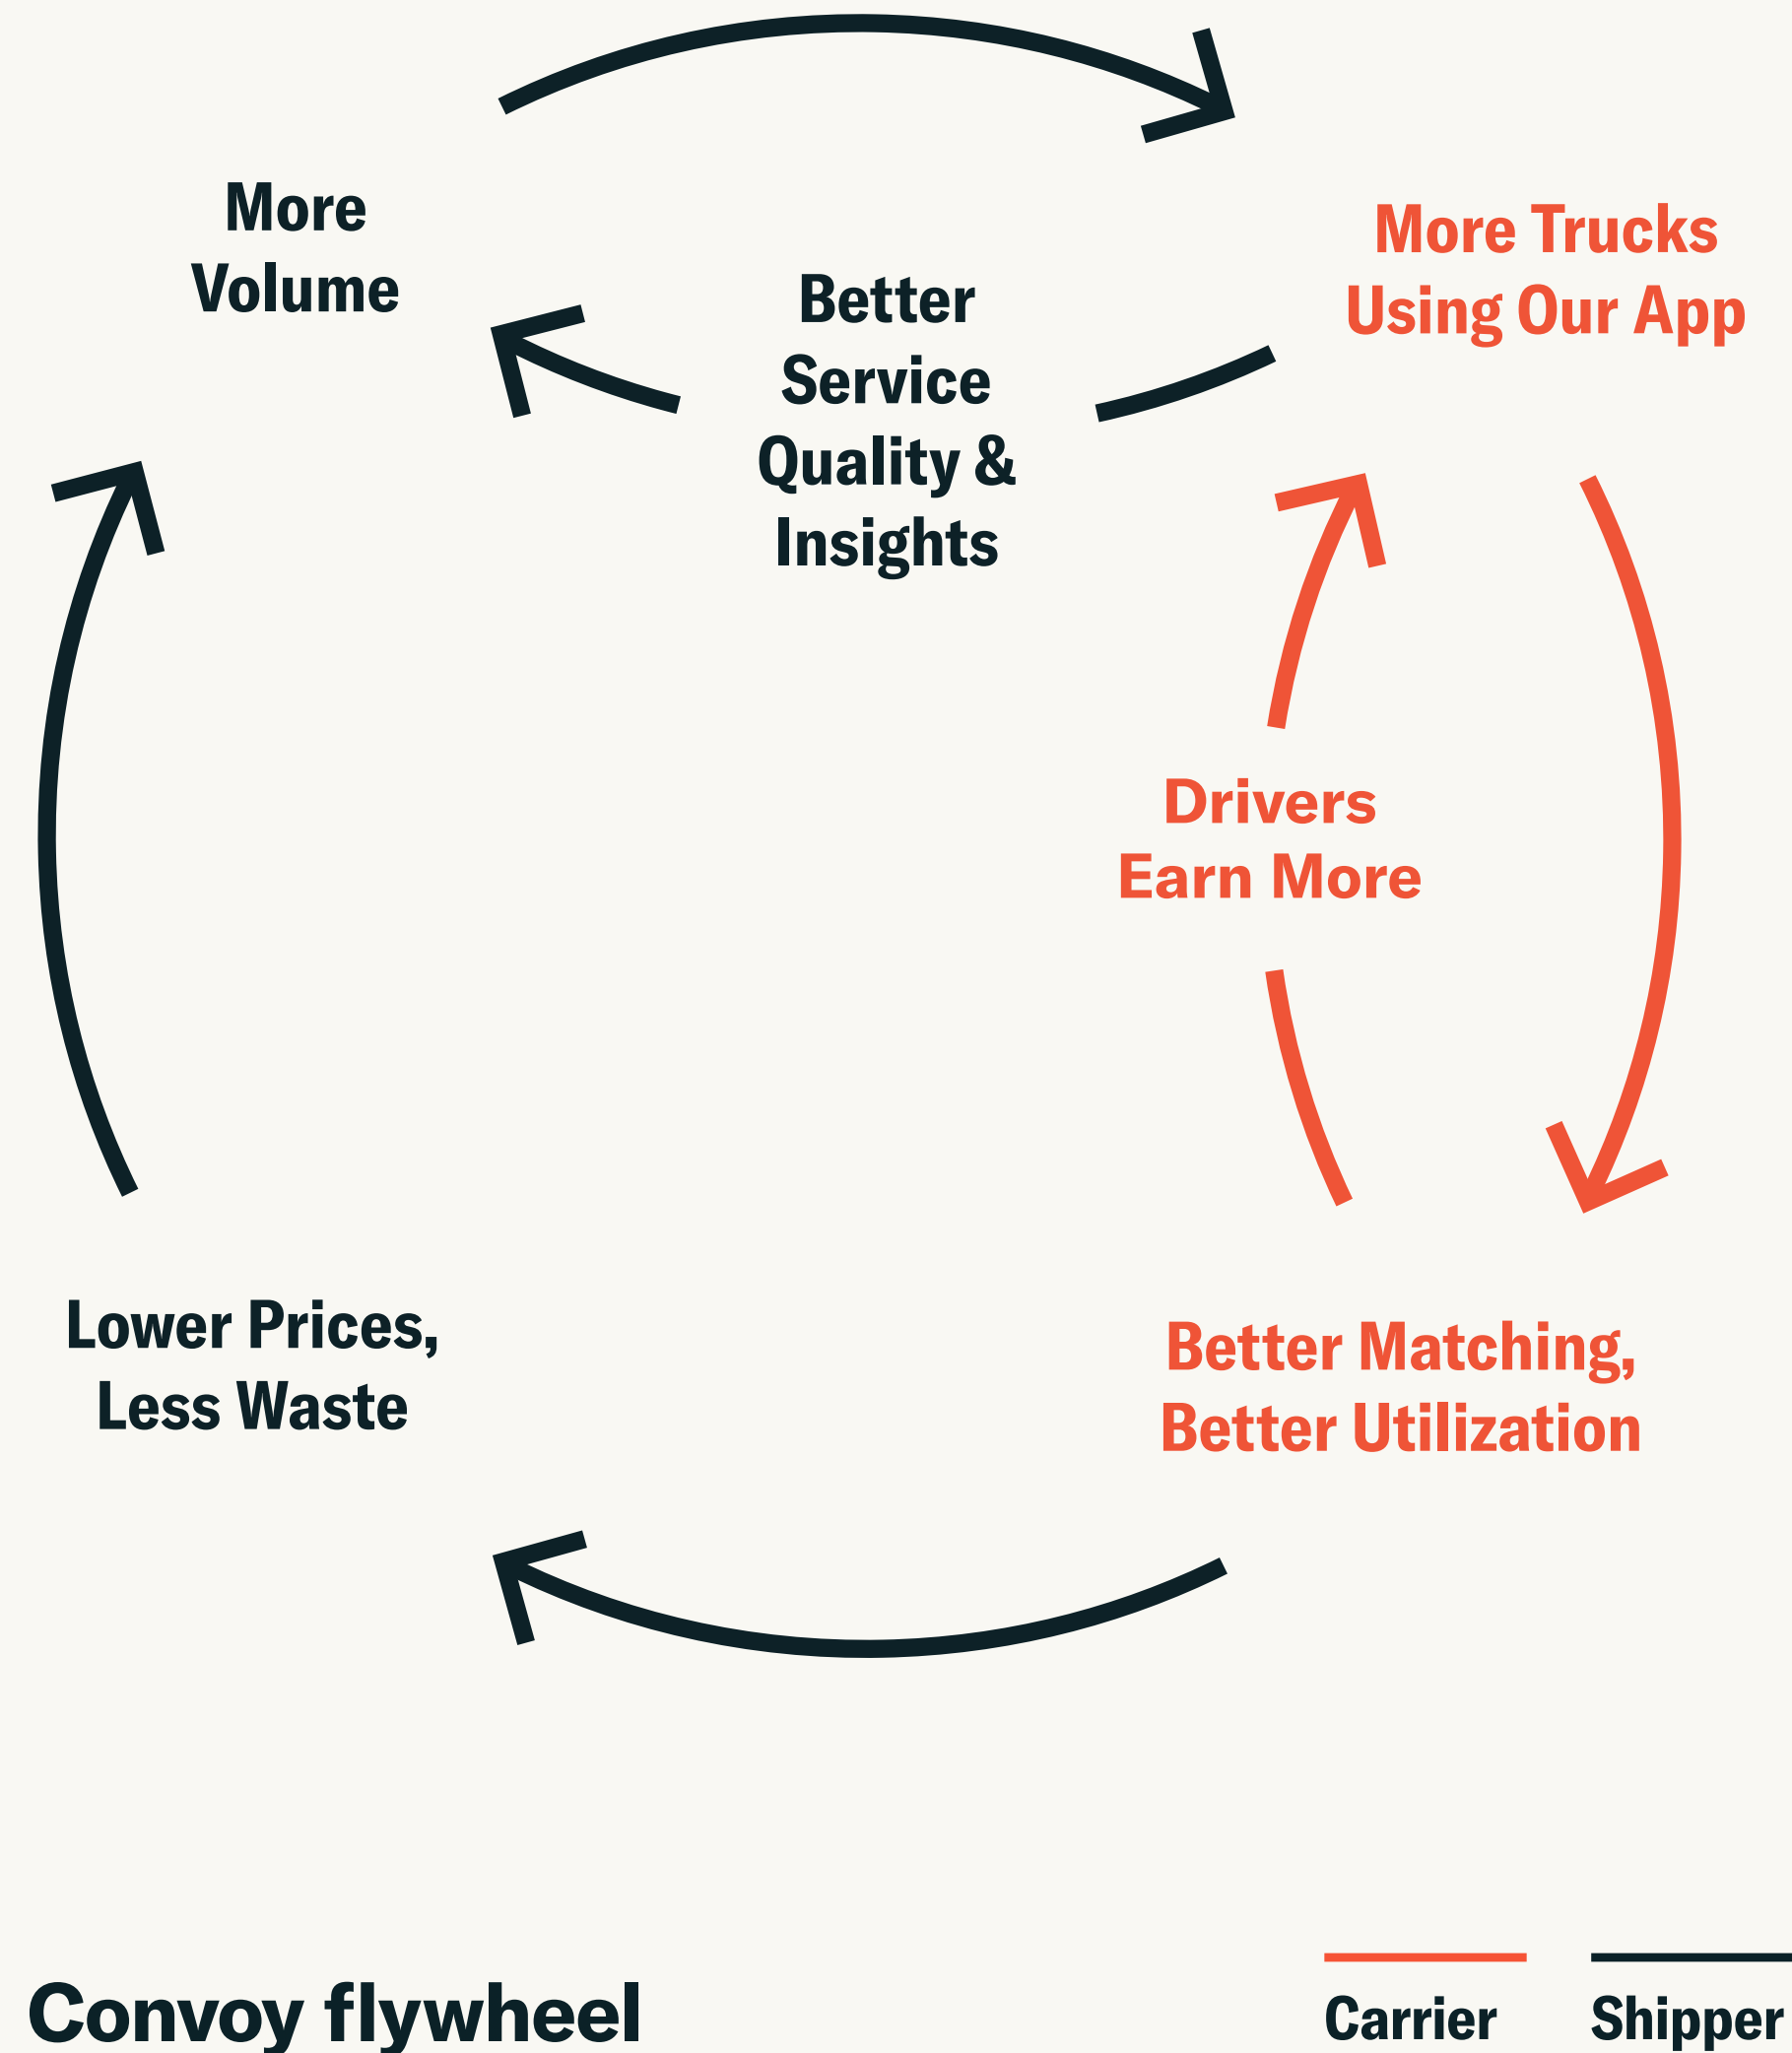 More
Volume
Better
Service
Quality &
Insights
More Trucks
Using Our App
Drivers
Earn More
Lower Prices,
Less Waste
Better Matching,
Better Utilization
Convoy flywheel
Carrier
Shipper